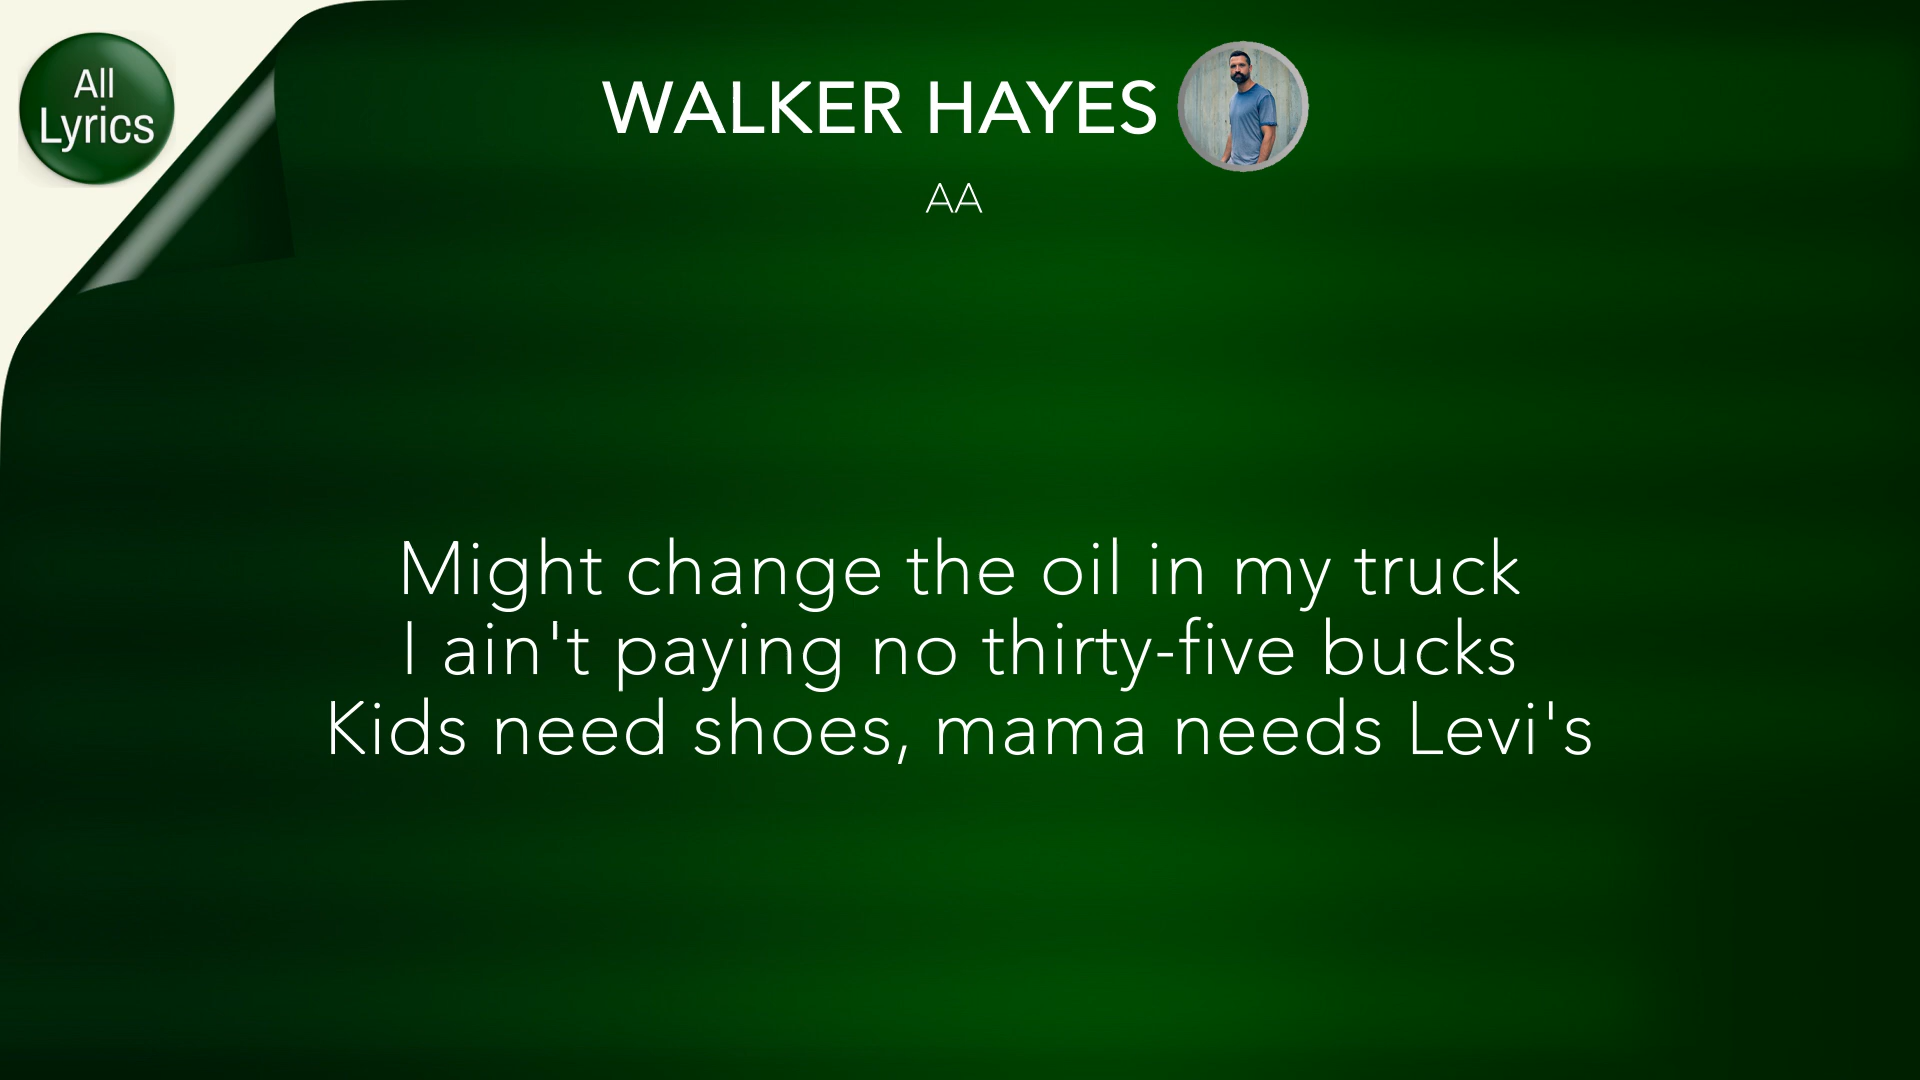 All
Lyrics
WALKER HAYES
AA
Might change the oil in my truck
I ain't paying no thirty-five bucks
Kids need shoes, mama needs Levi's